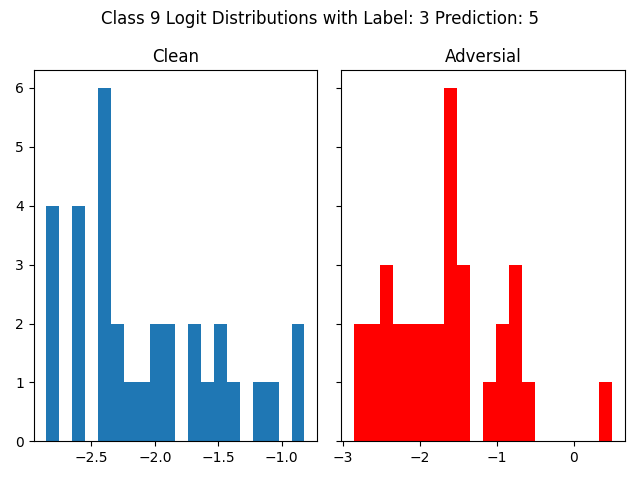 Class 9 Logit Distributions with Label: 3 Prediction: 5
Clean
Adversial
6
5
4
3
2
1
0
−2.5 −2.0 −1.5 −1.0
−3 −2 −1 0